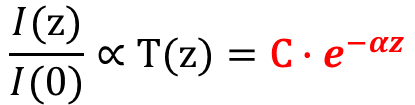 I(z)/I(0) ∝ T(z) = C · e^{-αz}